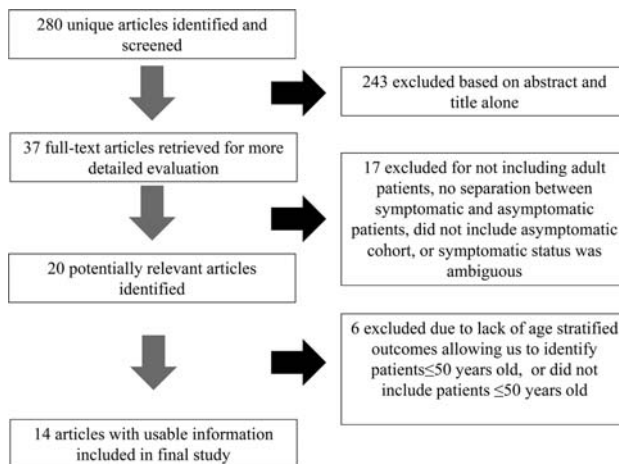 280 unique articles identified and
screened
243 excluded based on abstract and
title alone
37 full-text articles retrieved for more
detailed evaluation
17 excluded for not including adult
patients, no separation between
symptomatic and asymptomatic
patients, did not include asymptomatic
cohort, or symptomatic status was
ambiguous
20 potentially relevant articles
identified
6 excluded due to lack of age stratified
outcomes allowing us to identify
patients≤50 years old, or did not
include patients ≤50 years old
14 articles with usable information
included in final study